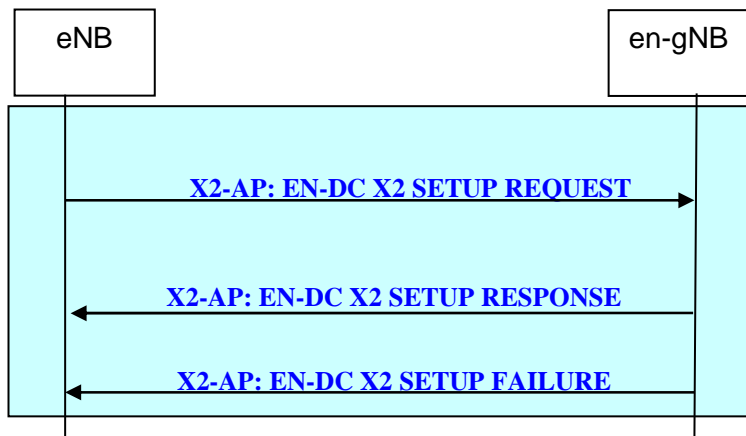 eNB
en-gNB
X2-AP: EN-DC X2 SETUP REQUEST
X2-AP: EN-DC X2 SETUP RESPONSE
X2-AP: EN-DC X2 SETUP FAILURE